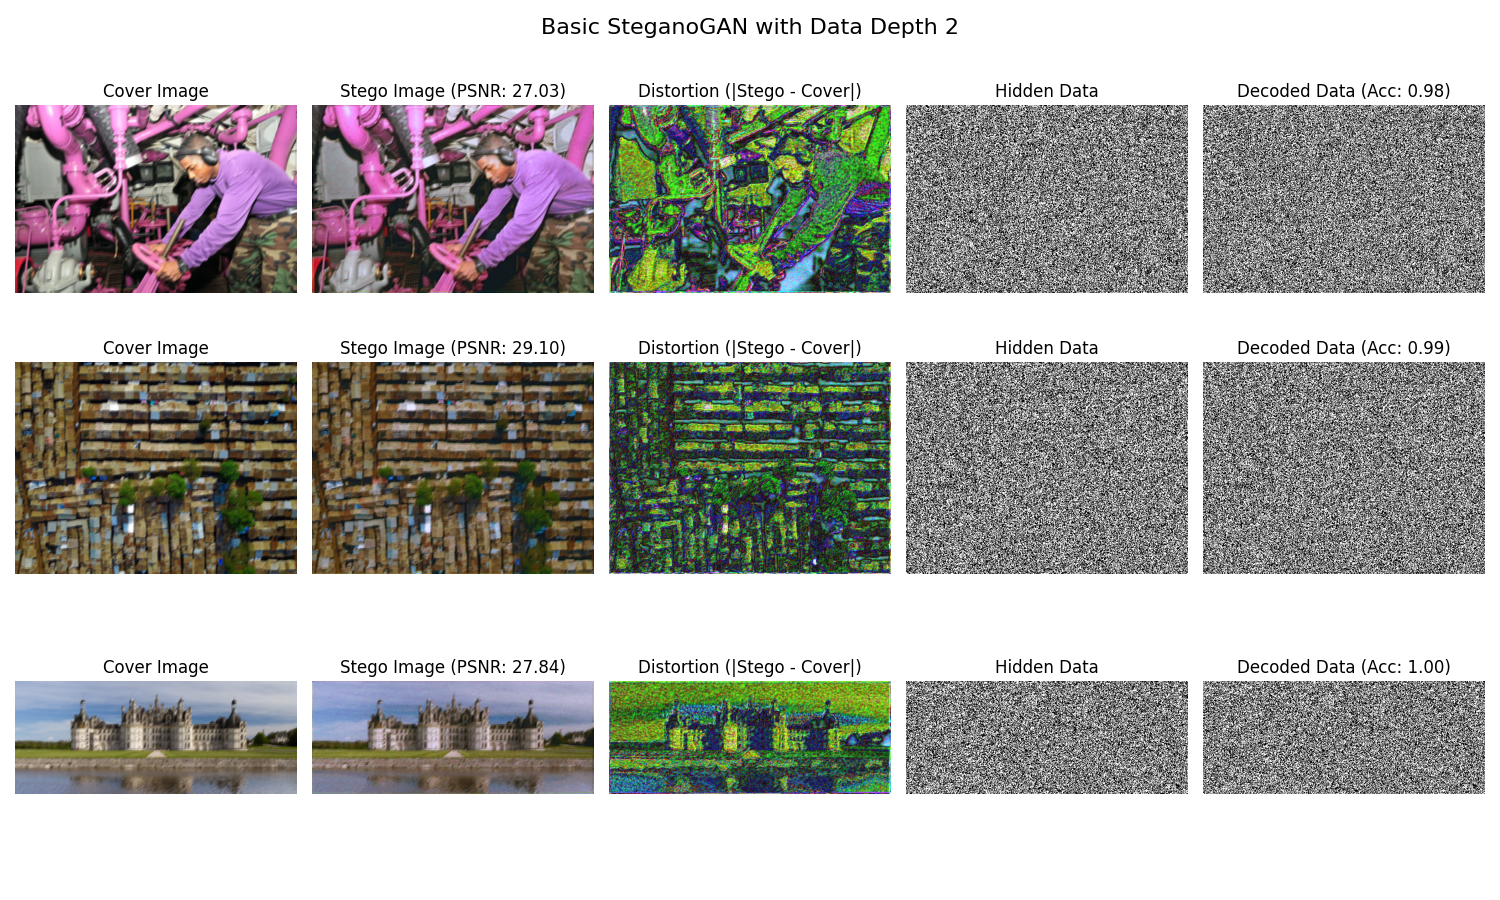 Basic SteganoGAN with Data Depth 2
Cover Image Stego Image (PSNR: 27.03) Distortion (|Stego - Cover|) Hidden Data Decoded Data (Acc: 0.98)
Cover Image Stego Image (PSNR: 29.10) Distortion (|Stego - Cover|) Hidden Data Decoded Data (Acc: 0.99)
Cover Image Stego Image (PSNR: 27.84) Distortion (|Stego - Cover|) Hidden Data Decoded Data (Acc: 1.00)